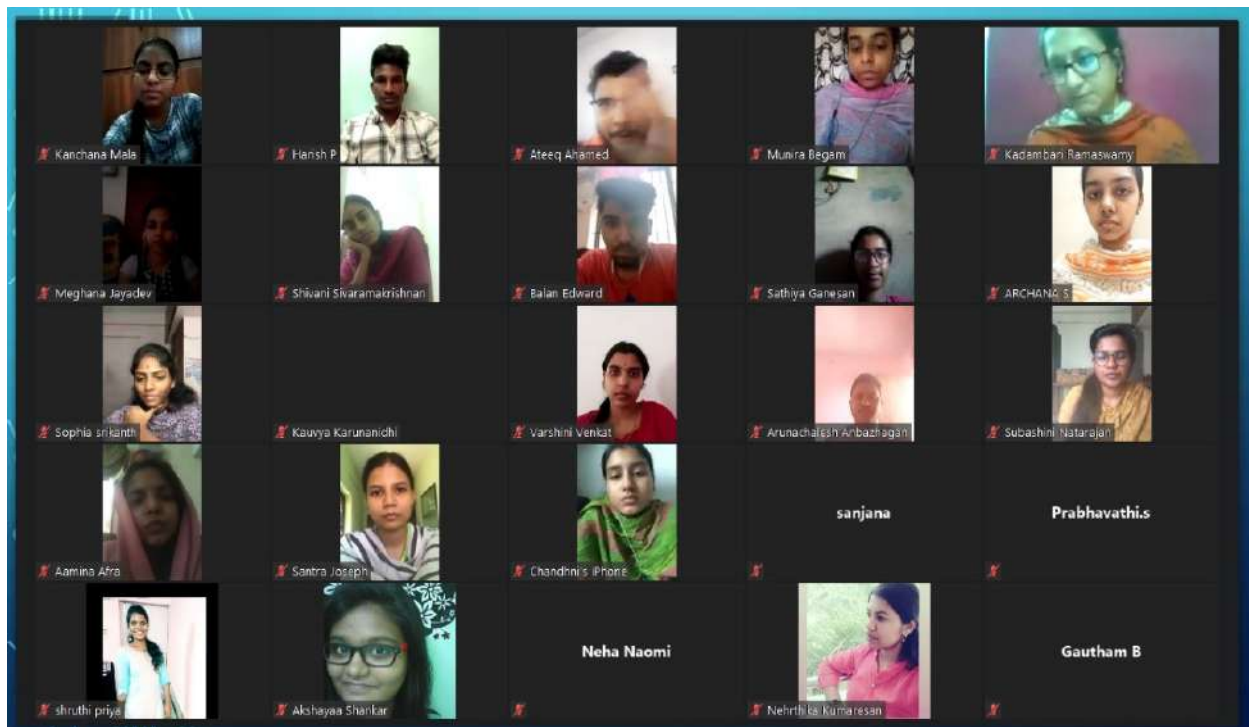 Kanchana Mala
Harish P
Ateeq Ahamed
Munira Begam
Kadambari Ramaswamy
Meghana Jayadev
Shivani Sivaramakrishnan
Balan Edward
Sathiya Ganesan
ARCHANA S
Sophia srikanth
Kauvya Karunanidhi
Varshini Venkat
Arunachalesh Anbazhagan
Subashini Natarajan
Aamina Afra
Santra Joseph
Chandhni's iPhone
sanjana
Prabhavathi.s
shruthi priya
Akshayaa Shankar
Neha Naomi
Nehrthika Kumaresan
Gautham B